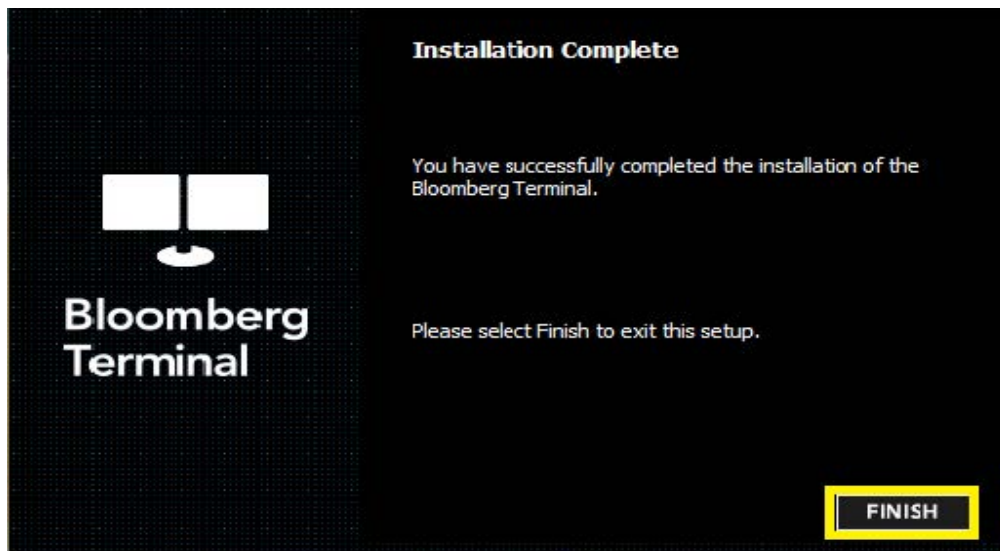 Installation Complete
You have successfully completed the installation of the
Bloomberg Terminal.
Bloomberg
Terminal
Please select Finish to exit this setup.
FINISH